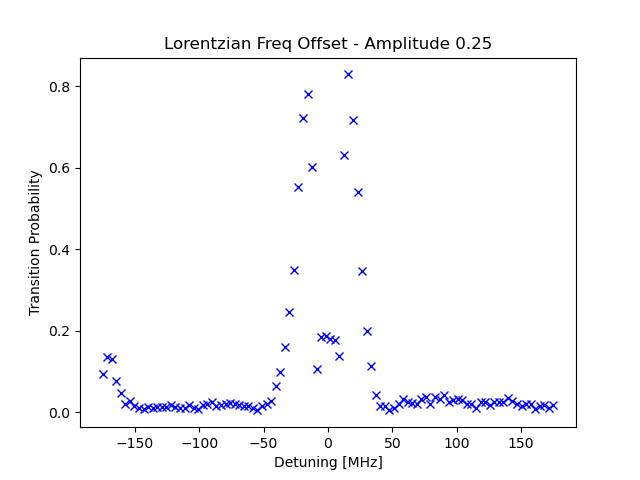 Lorentzian Freq Offset - Amplitude 0.25
Transition Probability
0.8
0.6
0.4
0.2
0.0
−150 −100 −50 0 50 100 150
Detuning [MHz]